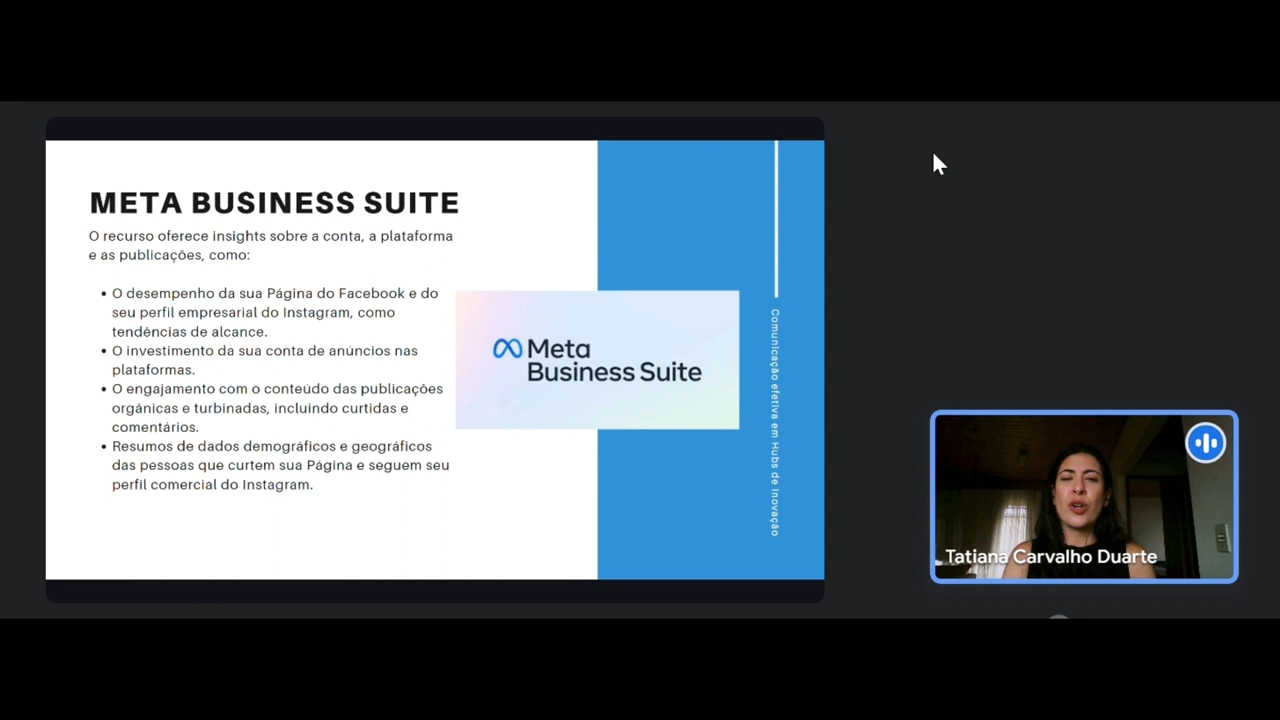 META BUSINESS SUITE
O recurso oferece insights sobre a conta, a plataforma
e as publicações, como:
• O desempenho da sua Página do Facebook e do
seu perfil empresarial do Instagram, como
tendências de alcance.
• O investimento da sua conta de anúncios nas
plataformas.
• O engajamento com o conteúdo das publicações
orgânicas e turbinadas, incluindo curtidas e
comentários.
• Resumos de dados demográficos e geográficos
das pessoas que curtem sua Página e seguem seu
perfil comercial do Instagram.
Meta
Business Suite
Comunicação efetiva em Hubs de Inovação
Tatiana Carvalho Duarte